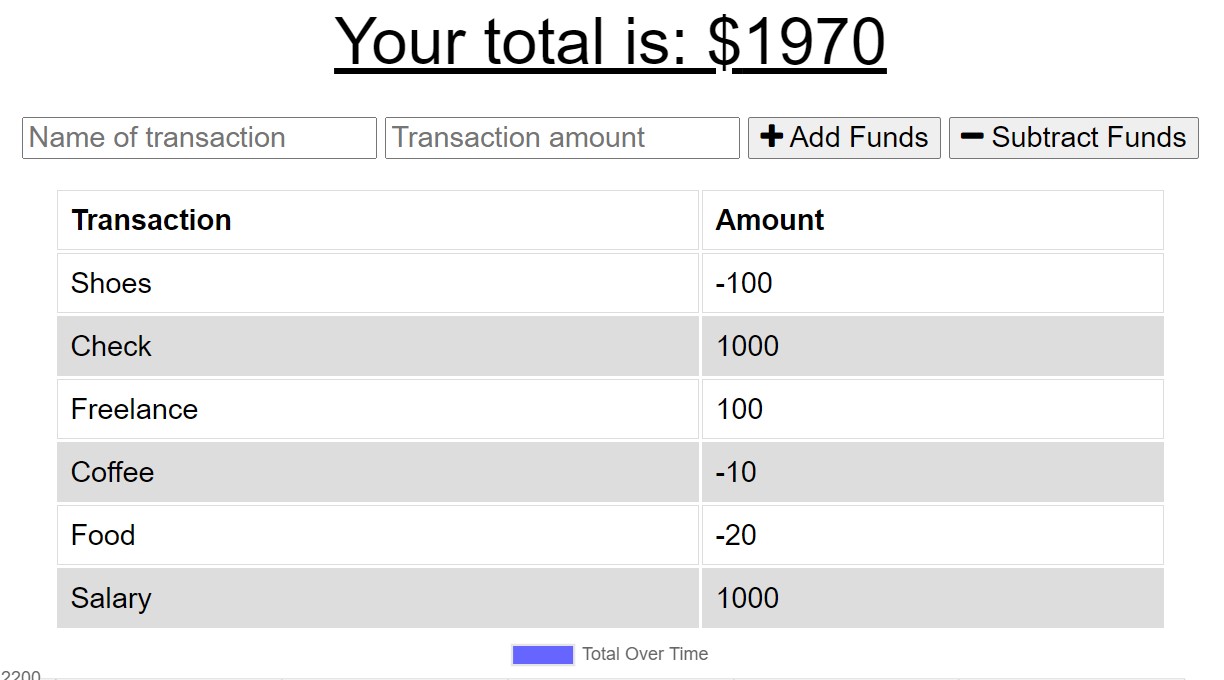 Your total is: $1970
Name of transaction Transaction amount Add Funds Subtract Funds
Transaction Amount
Shoes -100
Check 1000
Freelance 100
Coffee -10
Food -20
Salary 1000
Total Over Time
2200